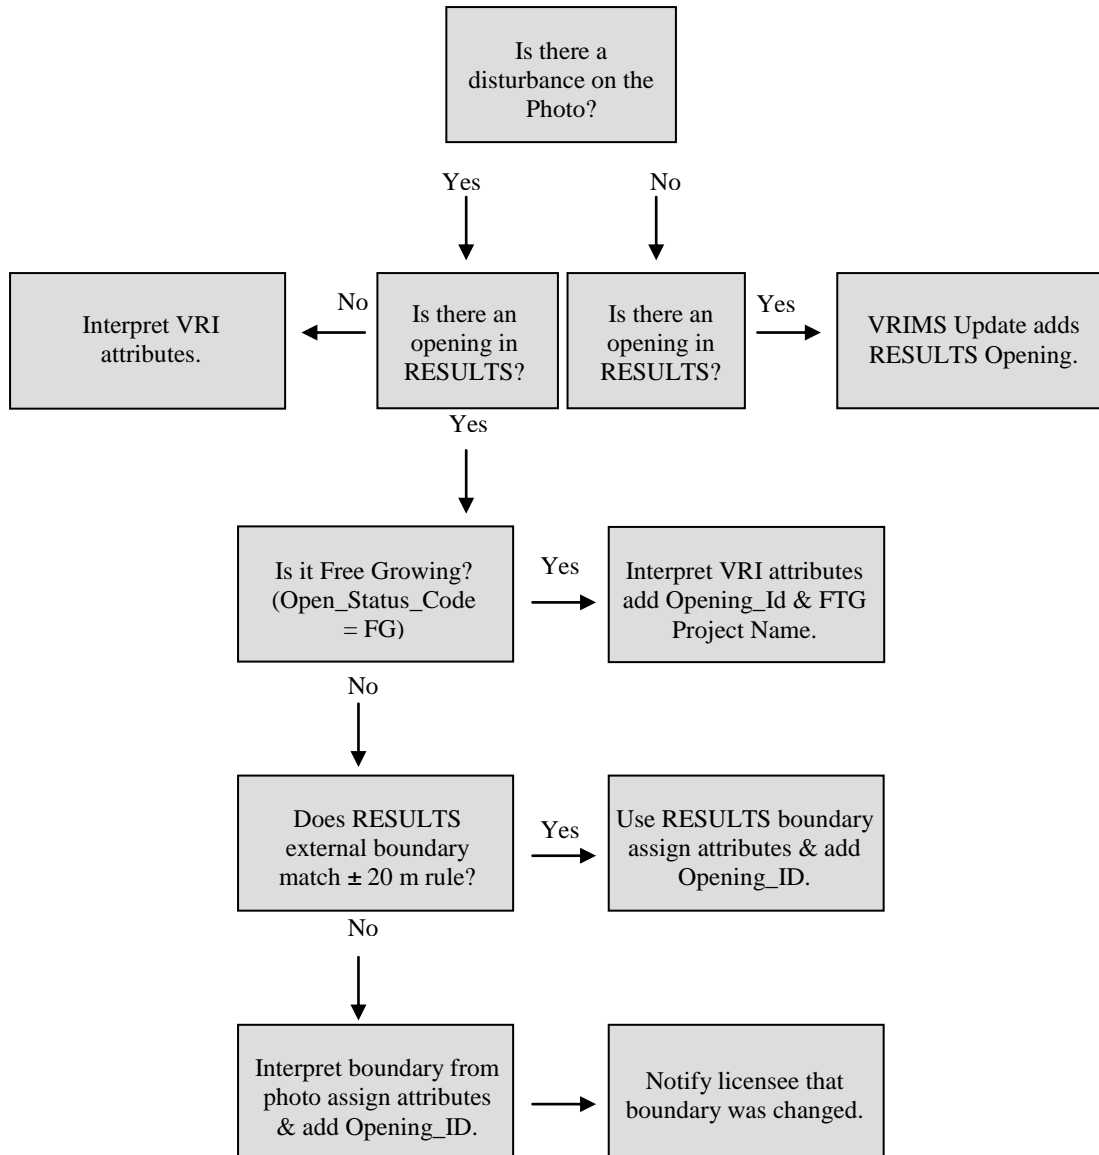 Is there a
disturbance on the
Photo?
Yes
No
Interpret VRI
attributes.
No
Is there an
opening in
RESULTS?
Is there an
opening in
RESULTS?
Yes
VRIMS Update adds
RESULTS Opening.
Yes
Is it Free Growing?
(Open_Status_Code
= FG)
Yes
Interpret VRI attributes
add Opening_Id & FTG
Project Name.
No
Does RESULTS
external boundary
match ± 20 m rule?
Yes
Use RESULTS boundary
assign attributes & add
Opening_ID.
No
Interpret boundary from
photo assign attributes
& add Opening_ID.
Notify licensee that
boundary was changed.